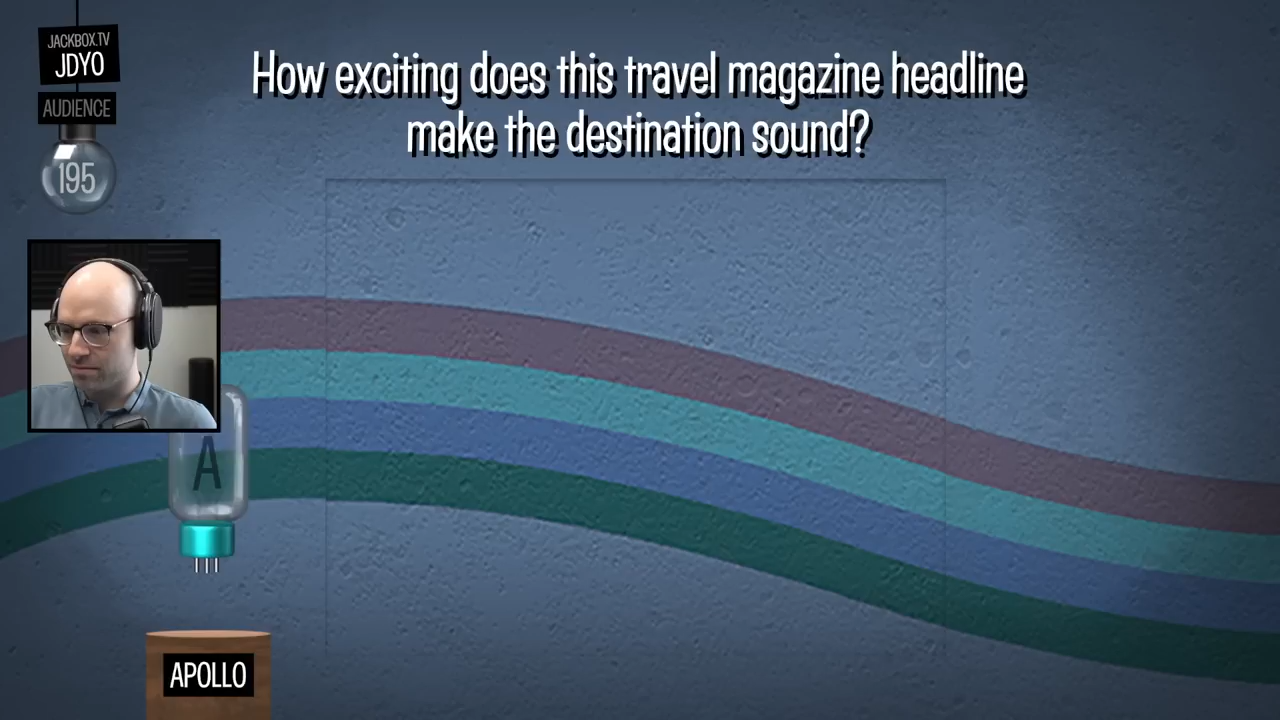 JACKBOX.TV
JDYO
AUDIENCE
195
How exciting does this travel magazine headline
make the destination sound?
A
APOLLO